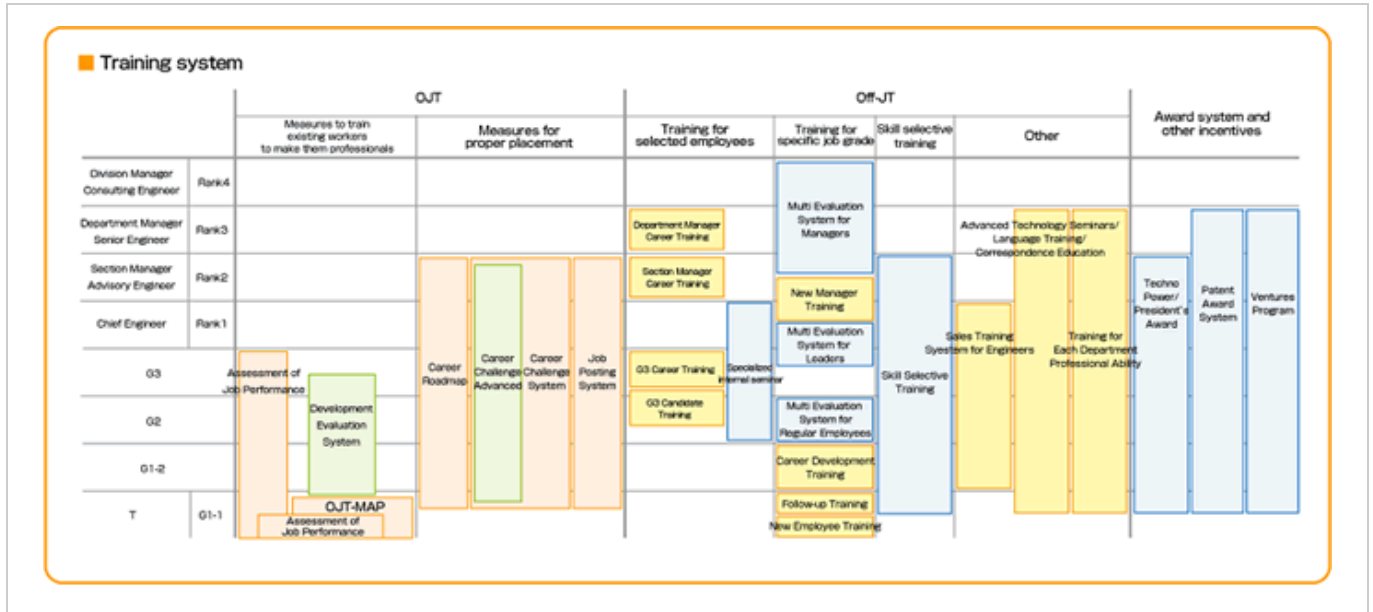 Training system
OJT
Off-JT
Award system and
other incentives
Measures to train
existing workers
to make them professionals
Measures for
proper placement
Training for
selected employees
Training for
specific job grade
Skill selective
training
Other
Division Manager
Consulting Engineer
Rank4
Department Manager
Senior Engineer
Rank3
Section Manager
Advisory Engineer
Rank2
Chief Engineer
Rank1
G3
G2
G1-2
T
G1-1
Assessment of
Job Performance
Development
Evaluation
System
OJT-MAP
Assessment of
Job Performance
Career
Roadmap
Career
Challenge
Advanced
Career
Challenge
System
Job
Posting
System
Department Manager
Career Training
Section Manager
Career Training
G3 Career Training
G3 Candidate
Training
Specialized
internal seminar
Multi Evaluation
System for
Managers
New Manager
Training
Multi Evaluation
System for
Leaders
Multi Evaluation
System for
Regular Employees
Career Development
Training
Follow-up Training
New Employee Training
Skill Selective
Training
Advanced Technology Seminars/
Language Training/
Correspondence Education
Sales Training
Syestem for Engineers
Training for
Each Department
Professional Ability
Techno
Power/
President's
Award
Patent
Award
System
Ventures
Program